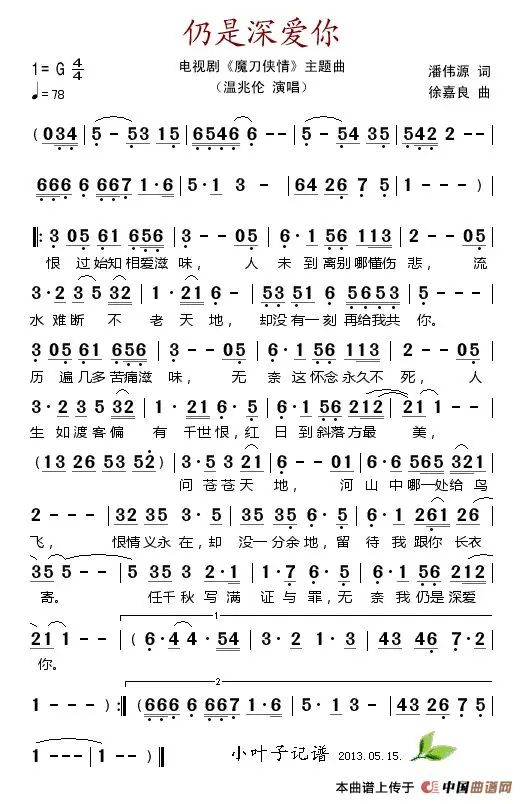 仍是深爱你
1= G 4/4
♩= 78
电视剧《魔刀侠情》主题曲
（温兆伦 演唱）
潘伟源 词
徐嘉良 曲
( 034 | 5 - 53 15 | 6546 6 - - | 54 35 | 542 2 - - |
666 6 667 1·6 | 5·1 3 - | 64 26 7 5 | 1 - - - )
‖: 3 05 61 656 | 3 - - 05 | 6·1 56 113 | 2 - - 05 |
恨 过始知相爱滋 味， 人 未到离别哪懂伤 悲， 流
3·2 3 5 32 | 1·7 21 6 - | 52 35 5653 | 5 - - 05 |
水难断 不 老天地， 却没有一刻再给我共 你。
3 05 61 656 | 3 - - 05 | 6·1 56 113 | 2 - - 05 |
历 遍几多苦痛滋 味， 无 奈这怀念永久不 死， 人
3·2 3 5 32 | 1· 7 21 6·5 | 6·1 56 212 | 21 1 - - |
生如渡客偏 有 千世恨，红 日到斜落方最 美，
( 13 26 53 52 ) | 3·5 3 21 | 6 - - 05 | 6·6 565 321 |
问苍苍天 地， 河 山中哪一处给鸟
2 - - - | 32 35 6·1 | 35 35 6·5 | 3·2 1 261 |
飞， 恨情义永在，却 没一分余地，留 待我跟你长衣
35 5 - - | 5 35 3 2·1 | 35 5 6·5 | 6·1 56 212 |
寄。 任千秋写满 证与罪，无 奈我仍是深爱
21 1 - - | 1 6·4 4·54 | 3·2 1 3·2 | 43 46 6·7 |
你。
1 - - - ) :‖ 2 ( 666 6 667 1·6 | 5·1 3 - | 43 26 7 5 |
1 - - - | 1 - - - ) ‖
小叶子记谱 2013.05.15.
本曲谱上传于 中国曲谱网